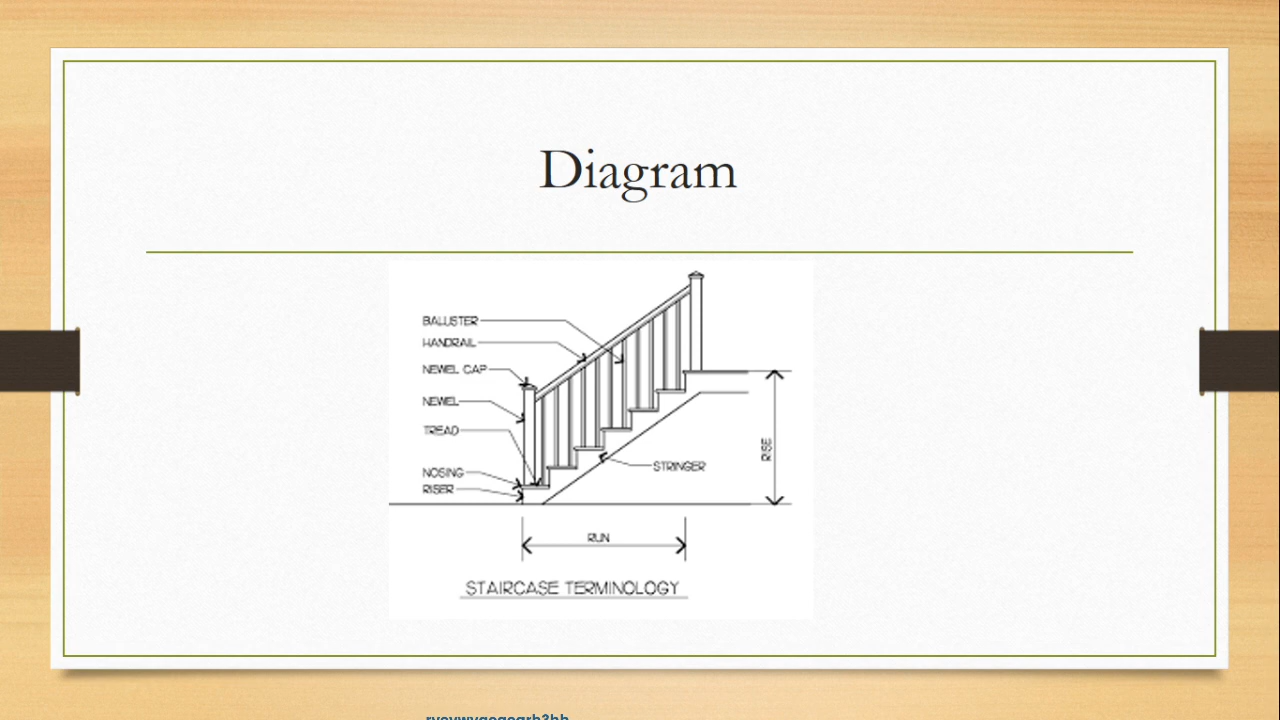 Diagram
BALUSTER
HANDRAIL
NEWEL CAP
NEWEL
TREAD
NOSING
RISER
STRINGER
RISE
RUN
STAIRCASE TERMINOLOGY